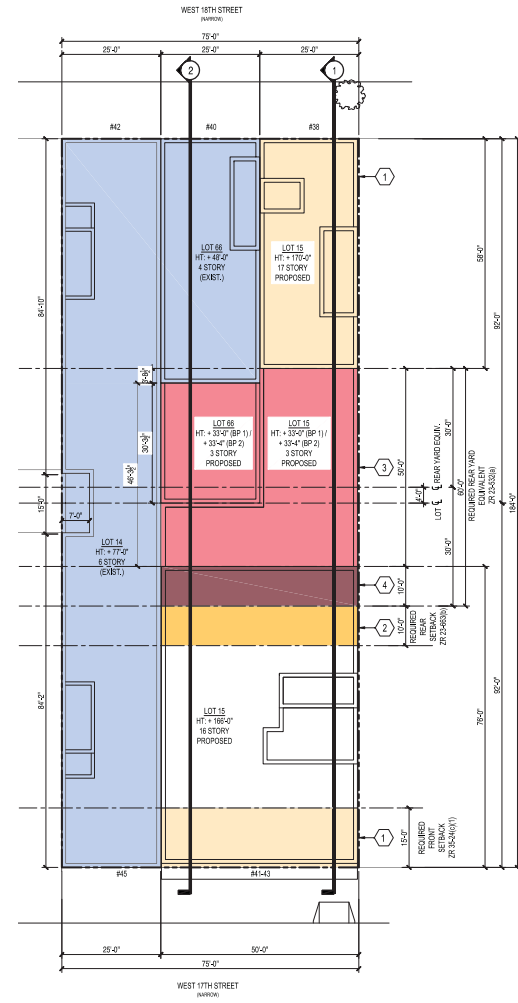 WEST 18TH STREET
(NARROW)
75'-0"
25'-0" 25'-0" 25'-0"
2 1
#42 #40 #38
1
LOT 66
HT: + 48'-0"
4 STORY
(EXIST.)
LOT 15
HT: + 170'-0"
17 STORY
PROPOSED
58'-0"
92'-0"
84'-10"
3'-8½"
30'-3½"
46'-3½"
LOT 66
HT: + 33'-0" (BP 1) /
+ 33'-4" (BP 2)
3 STORY
PROPOSED
LOT 15
HT: + 33'-0" (BP 1) /
+ 33'-4" (BP 2)
3 STORY
PROPOSED
3
50'-0"
4'-0"
LOT ℄
℄ REAR YARD EQUIV.
30'-0"
30'-0"
60'-0"
REQUIRED REAR YARD
EQUIVALENT
ZR 23-532(a)
184'-0"
15'-0"
7'-0"
LOT 14
HT: + 77'-0"
6 STORY
(EXIST.)
4
10'-0"
2
10'-0"
REQUIRED
REAR
SETBACK
ZR 23-663(b)
84'-2"
LOT 15
HT: + 166'-0"
16 STORY
PROPOSED
76'-0"
92'-0"
1
15'-0"
REQUIRED
FRONT
SETBACK
ZR 35-24(c)(1)
#45 #41-43
25'-0" 50'-0"
75'-0"
WEST 17TH STREET
(NARROW)